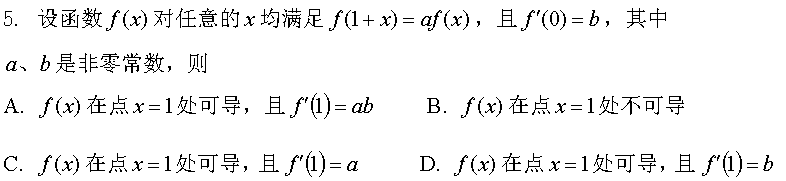 5. 设函数 f(x) 对任意的 x 均满足 f(1+x)=af(x)，且 f′(0)=b，其中
a、b 是非零常数，则
A. f(x) 在点 x=1 处可导，且 f′(1)=ab B. f(x) 在点 x=1 处不可导
C. f(x) 在点 x=1 处可导，且 f′(1)=a D. f(x) 在点 x=1 处可导，且 f′(1)=b